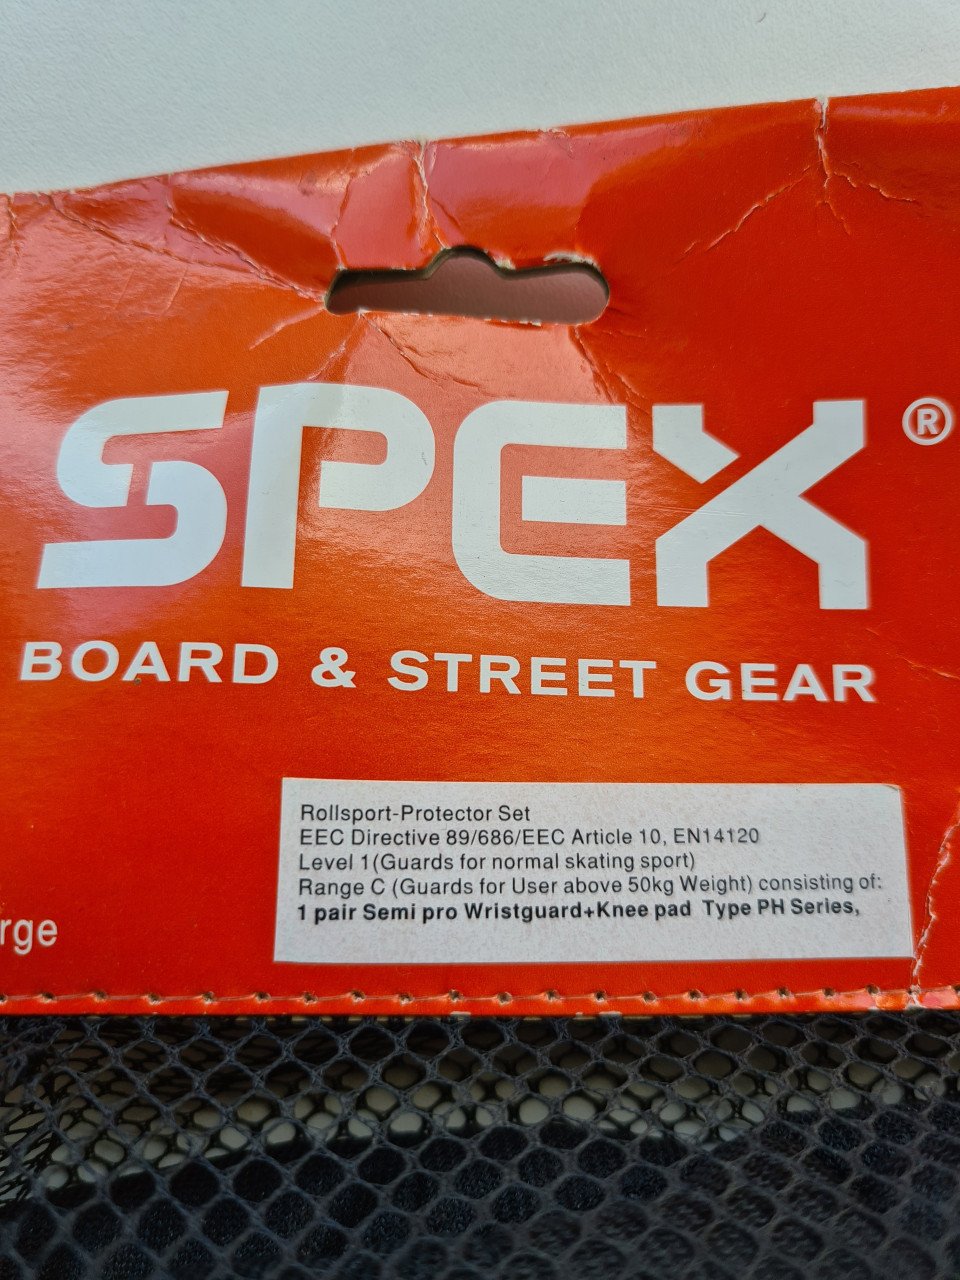 SPEX®
BOARD & STREET GEAR
Rollsport-Protector Set
EEC Directive 89/686/EEC Article 10, EN14120
Level 1(Guards for normal skating sport)
Range C (Guards for User above 50kg Weight) consisting of:
1 pair Semi pro Wristguard+Knee pad Type PH Series,
rge